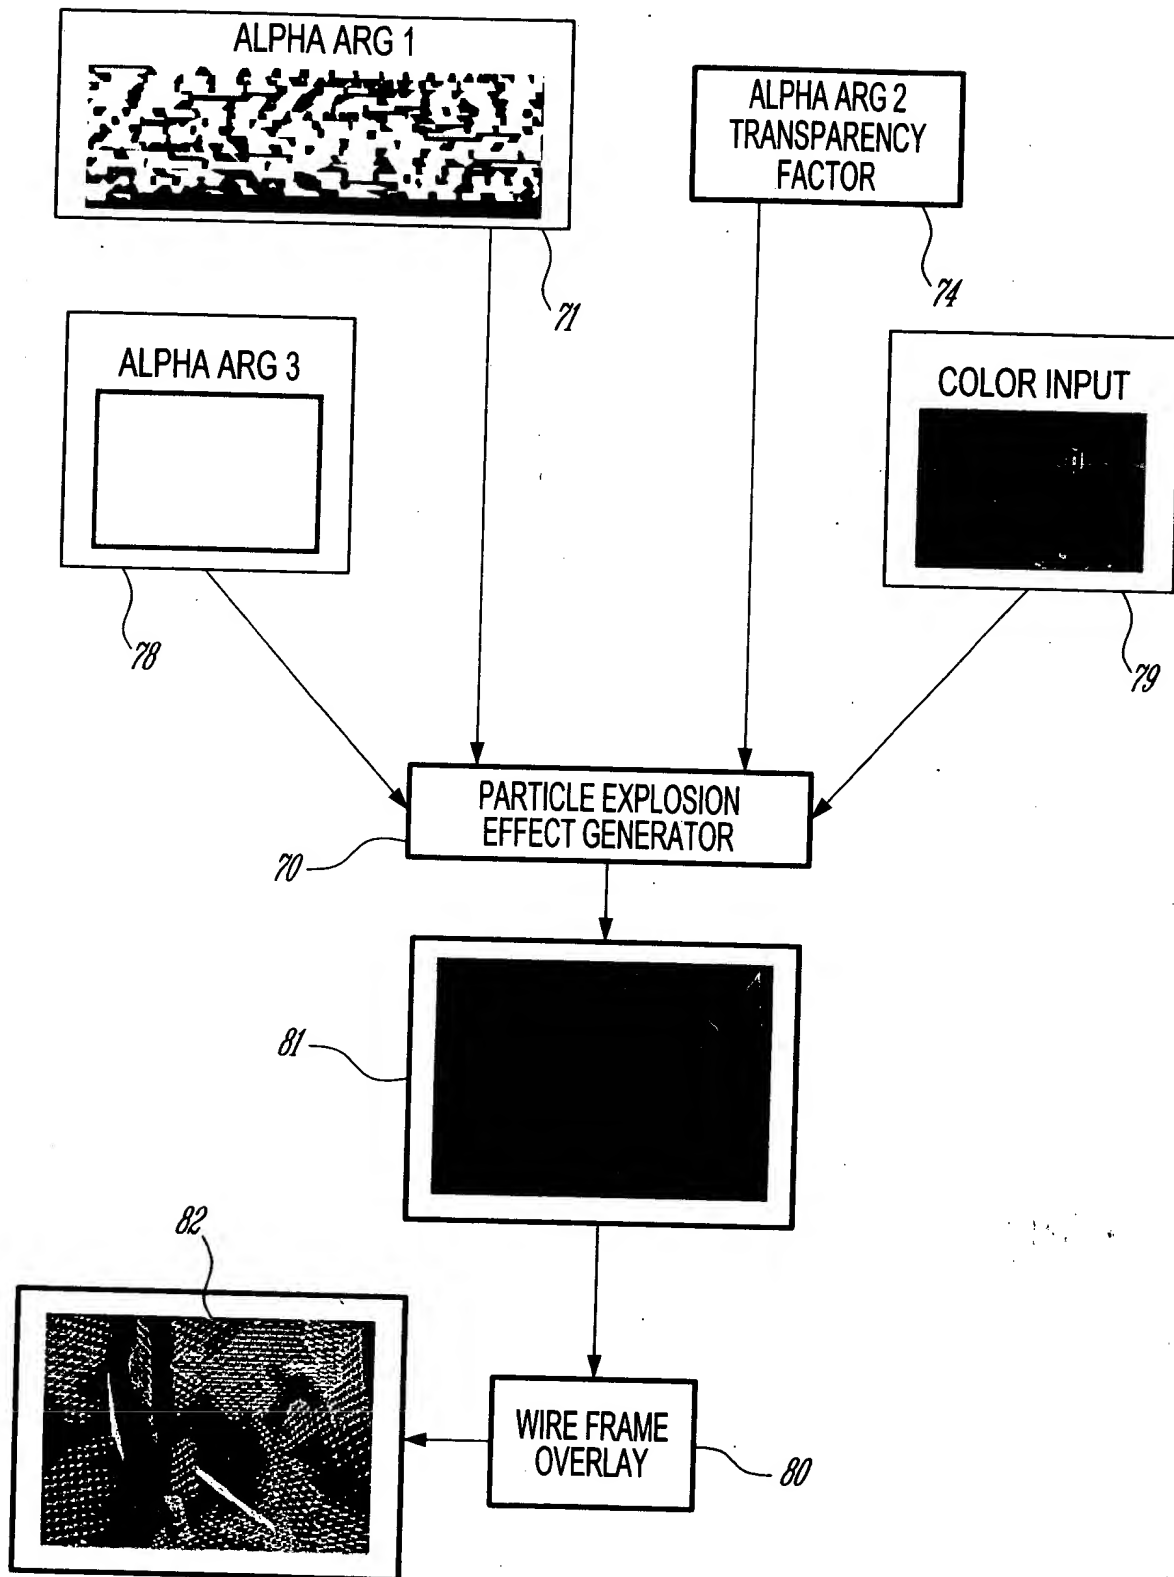 ALPHA ARG 1
71
ALPHA ARG 2
TRANSPARENCY
FACTOR
74
ALPHA ARG 3
78
COLOR INPUT
79
PARTICLE EXPLOSION
EFFECT GENERATOR
70
81
82
WIRE FRAME
OVERLAY
80